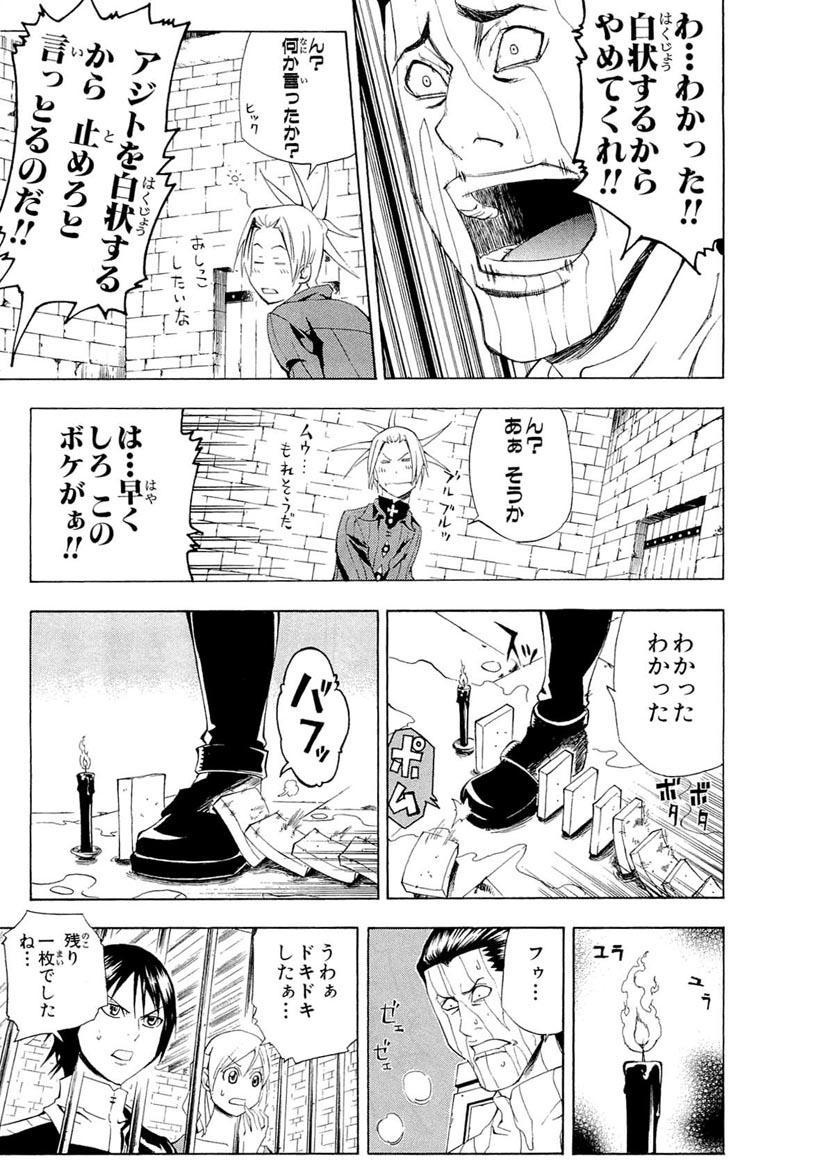 わ…わかった!!
白状するから
やめてくれ!!
ん?
何か言ったか?
ヒック
おしっこ
したいな
アジトを白状する
から 止めろと
言っとるのだ!!
ん?
あぁ そうか
ブルブルッ
ムゥ…
もれそうだ
は…早く
しろ この
ボケがぁ!!
わかった
わかった
ズッ
ポム
ボタ
ボタ
バフッ
ユラ
ユラ
フゥ…
ゼェ
ゼェ
うわぁ
ドキドキ
したぁ…
残り
一枚でした
ね…